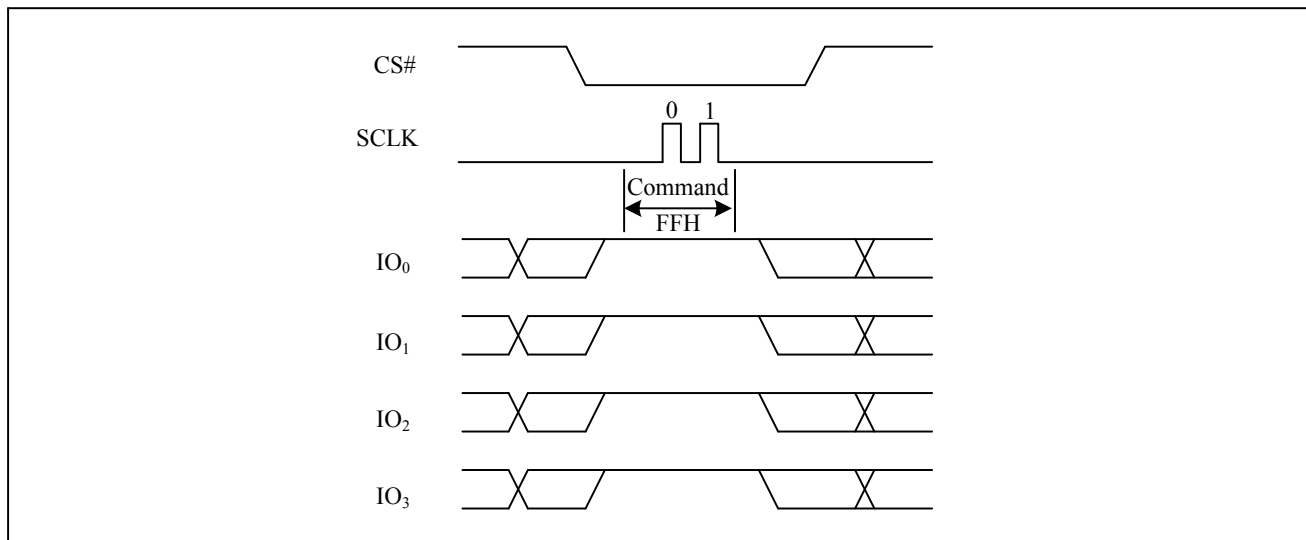 CS#
0 1
SCLK
Command
FFH
IO₀
IO₁
IO₂
IO₃